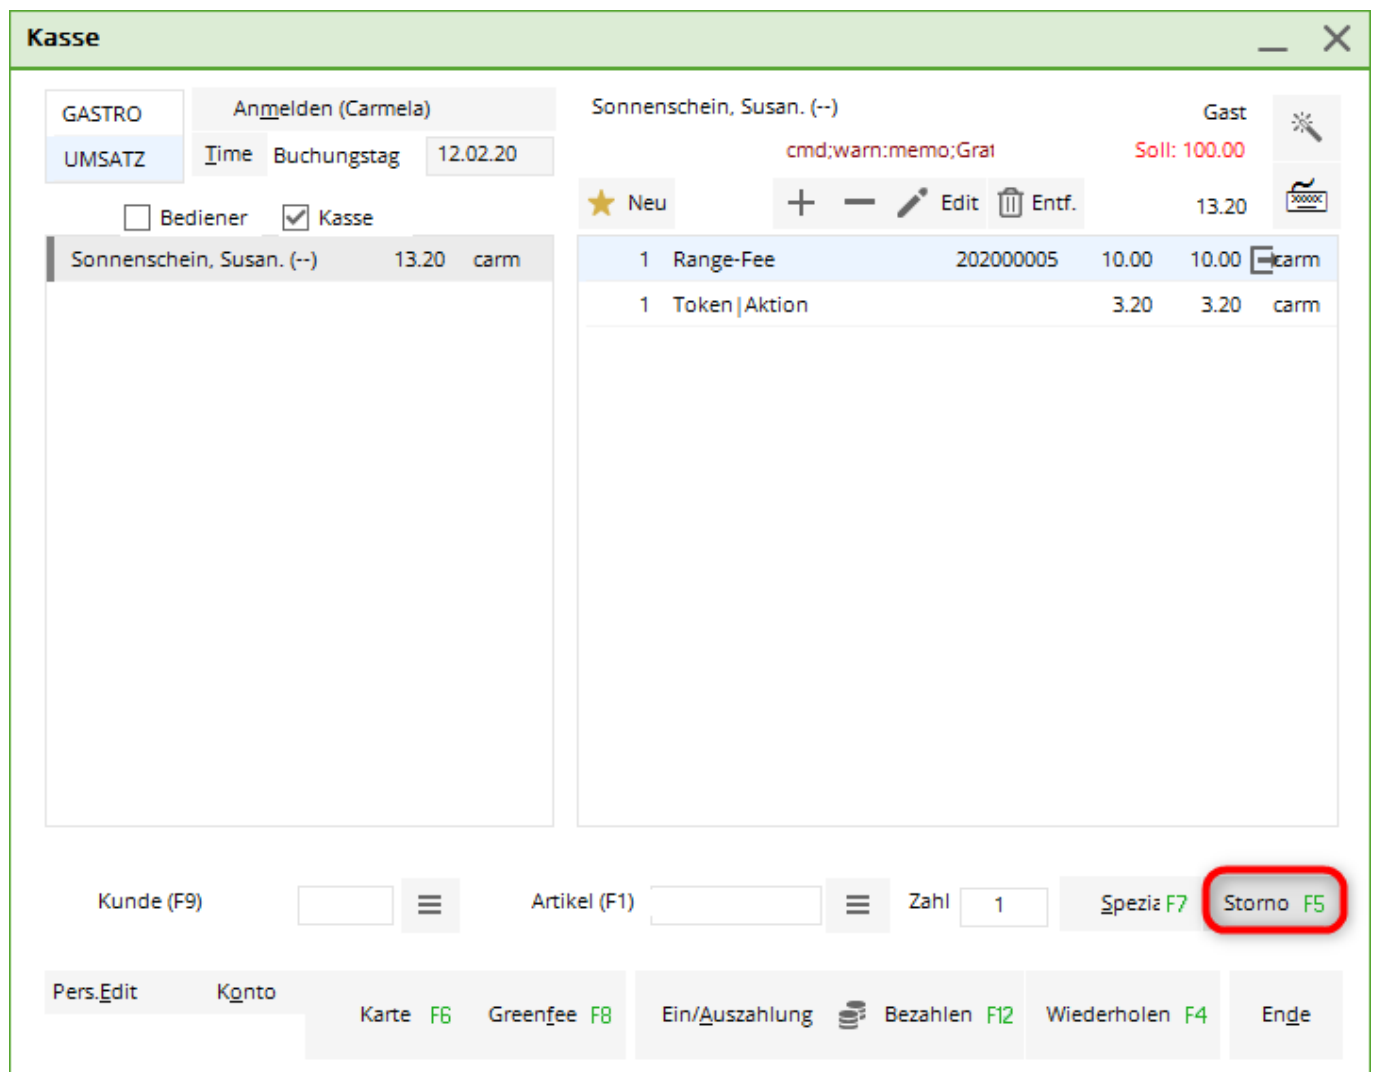 Kasse
GASTRO
Anmelden (Carmela)
UMSATZ
Time Buchungstag 12.02.20
Bediener Kasse
Sonnenschein, Susan. (--) 13.20 carm
Sonnenschein, Susan. (--) Gast
cmd;warn:memo;Grat Soll: 100.00
Neu Edit Entf. 13.20
1 Range-Fee 202000005 10.00 10.00 carm
1 Token|Aktion 3.20 3.20 carm
Kunde (F9) Artikel (F1) Zahl 1 Spezia F7 Storno F5
Pers.Edit Konto
Karte F6 Greenfee F8 Ein/Auszahlung Bezahlen F12 Wiederholen F4 Ende